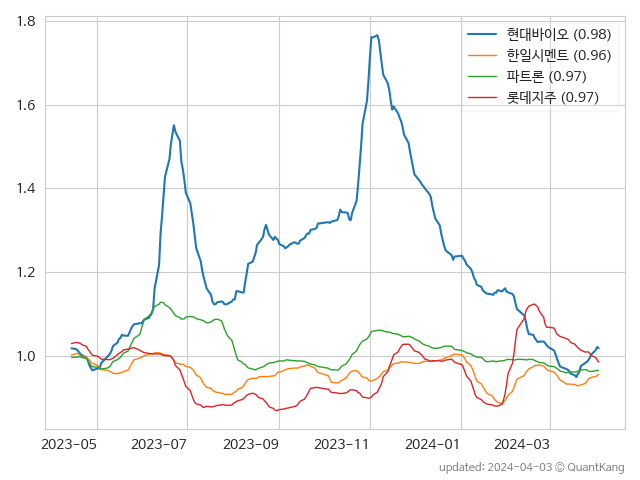 1.8
1.6
1.4
1.2
1.0
현대바이오 (0.98)
한일시멘트 (0.96)
파트론 (0.97)
롯데지주 (0.97)
2023-05 2023-07 2023-09 2023-11 2024-01 2024-03
updated: 2024-04-03 © QuantKang